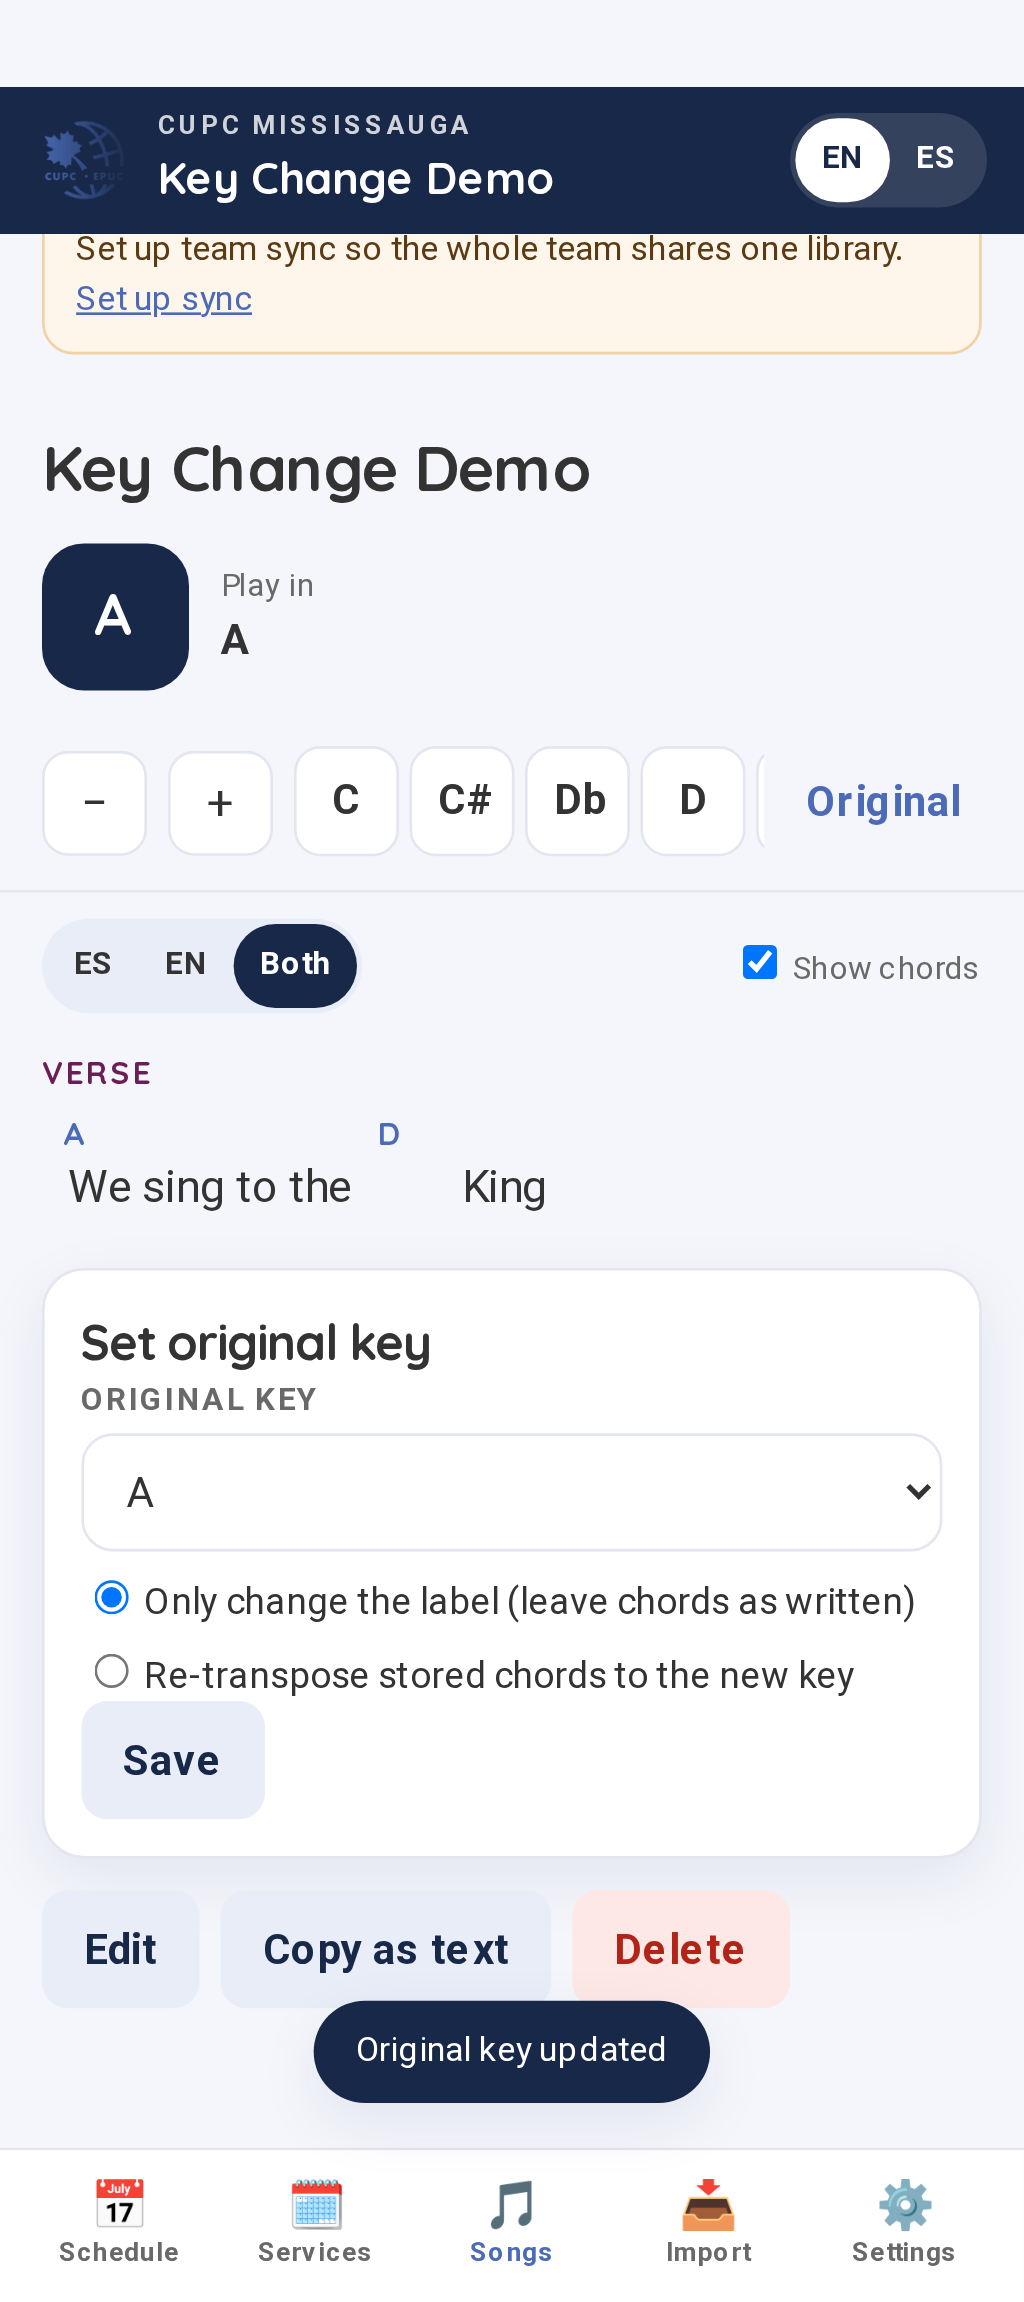 CUPC MISSISSAUGA
Key Change Demo
CUPC • EPUC
EN ES
Set up team sync so the whole team shares one library.
Set up sync
Key Change Demo
A
Play in
A
− + C C# Db D Original
ES EN Both Show chords
VERSE
A D
We sing to the King
Set original key
ORIGINAL KEY
A
Only change the label (leave chords as written)
Re-transpose stored chords to the new key
Save
Edit Copy as text Delete
Original key updated
July
17
Schedule Services Songs Import Settings